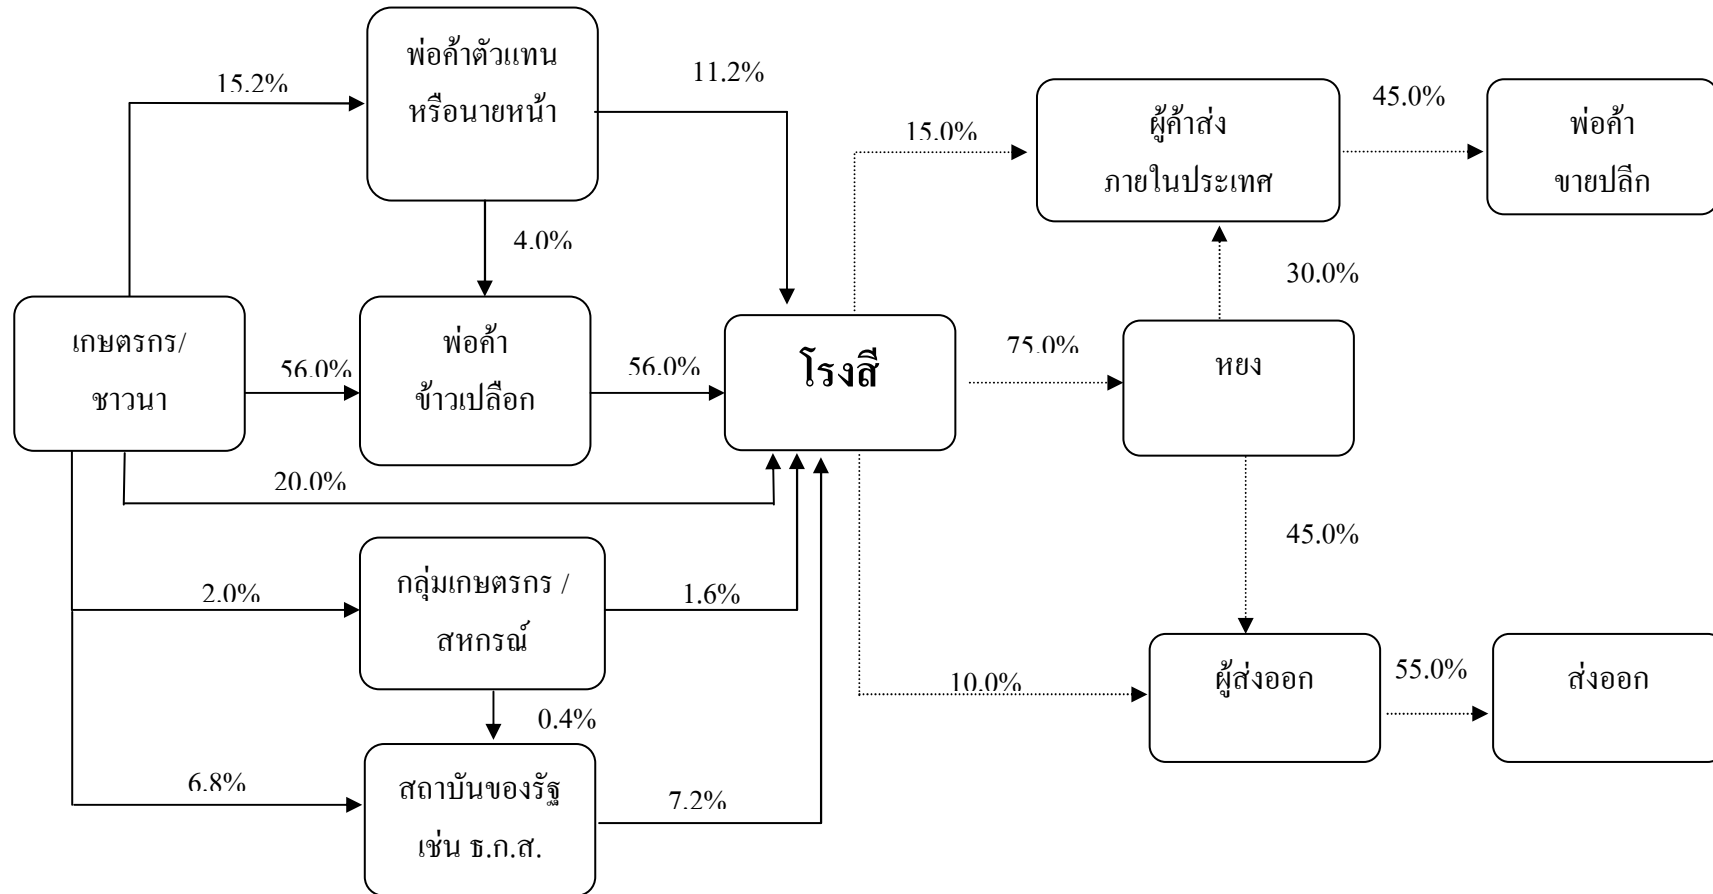 พ่อค้าตัวแทน
หรือนายหน้า
15.2%
11.2%
4.0%
ผู้ค้าส่ง
ภายในประเทศ
15.0%
45.0%
พ่อค้า
ขายปลีก
30.0%
เกษตรกร/
ชาวนา
56.0%
พ่อค้า
ข้าวเปลือก
56.0%
โรงสี
75.0%
หยง
20.0%
45.0%
2.0%
กลุ่มเกษตรกร /
สหกรณ์
1.6%
0.4%
10.0%
ผู้ส่งออก
55.0%
ส่งออก
6.8%
สถาบันของรัฐ
เช่น ธ.ก.ส.
7.2%